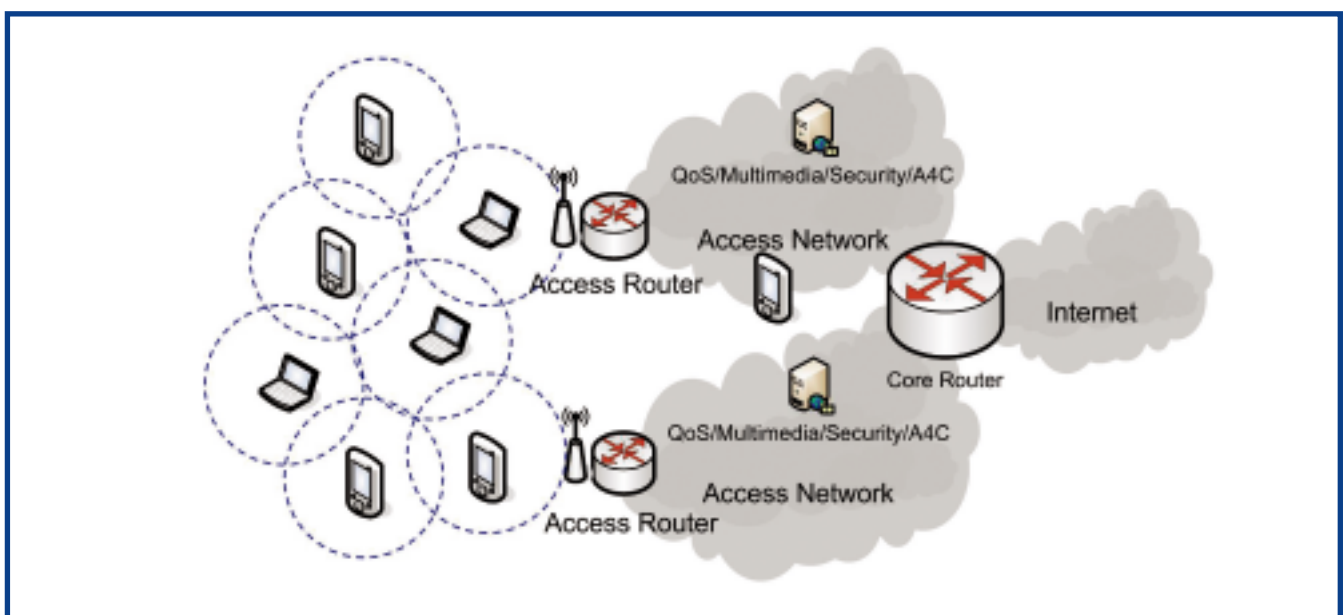 QoS/Multimedia/Security/A4C
Access Network
Access Router
Internet
Core Router
QoS/Multimedia/Security/A4C
Access Network
Access Router